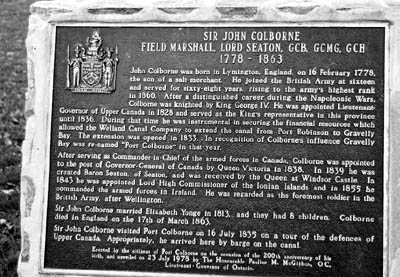 SIR JOHN COLBORNE
FIELD MARSHALL, LORD SEATON, GCB, GCMG, GCH
1778 - 1863
John Colborne was born in Lymington, England, on 16 February 1778,
the son of a salt merchant. He joined the British Army at sixteen
and served for sixty-eight years, rising to the army's highest rank
in 1860. After a distinguished career during the Napoleonic Wars,
Colborne was knighted by King George IV. He was appointed Lieutenant-
Governor of Upper Canada in 1828 and served as the King's representative in this province
until 1836. During that time he was instrumental in securing the financial resources which
allowed the Welland Canal Company to extend the canal from Port Robinson to Gravelly
Bay. The extension was opened in 1833. In recognition of Colborne's influence Gravelly
Bay was re-named "Port Colborne" in that year.
After serving as Commander-in-Chief of the armed forces in Canada, Colborne was appointed
to the post of Governor-General of Canada by Queen Victoria in 1838. In 1839 he was
created Baron Seaton, of Seaton, and was received by the Queen at Windsor Castle. In
1843 he was appointed Lord High Commissioner of the Ionian Islands and in 1855 he
commanded the armed forces in Ireland. He was regarded as the foremost soldier in the
British Army, after Wellington.
Sir John Colborne married Elizabeth Yonge in 1813, and they had 8 children. Colborne
died in England on the 17th of March 1863.
Sir John Colborne visited Port Colborne on 16 July 1835 on a tour of the defences of
Upper Canada. Appropriately, he arrived here by barge on the canal.
Erected by the citizens of Port Colborne on the occasion of the 200th anniversary of his
birth, and unveiled on 23 July 1978 by The Honourable Pauline M. McGibbon, O.C.,
Lieutenant-Governor of Ontario.